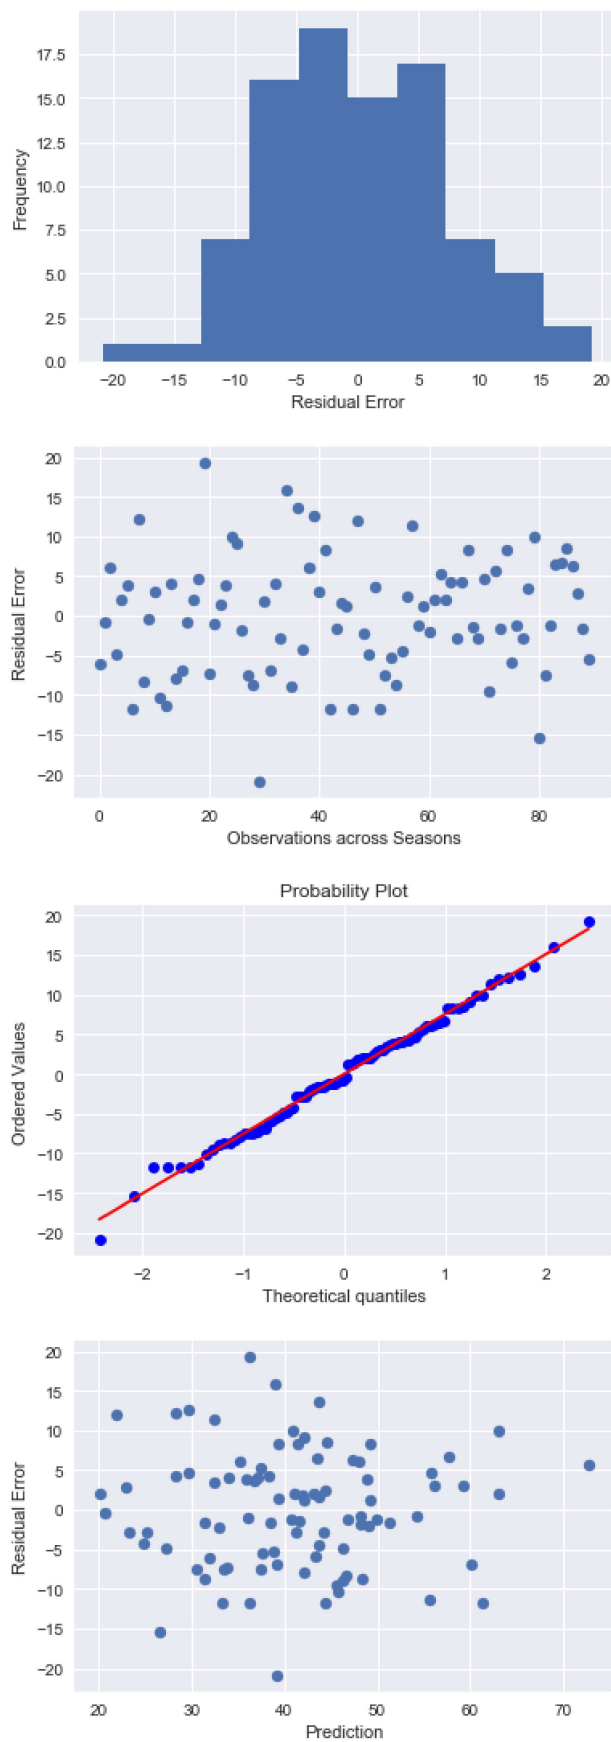 17.5
15.0
12.5
10.0
7.5
5.0
2.5
0.0
Frequency
−20 −15 −10 −5 0 5 10 15 20
Residual Error
20
15
10
5
0
−5
−10
−15
−20
Residual Error
0 20 40 60 80
Observations across Seasons
Probability Plot
20
15
10
5
0
−5
−10
−15
−20
Ordered Values
−2 −1 0 1 2
Theoretical quantiles
20
15
10
5
0
−5
−10
−15
−20
Residual Error
20 30 40 50 60 70
Prediction